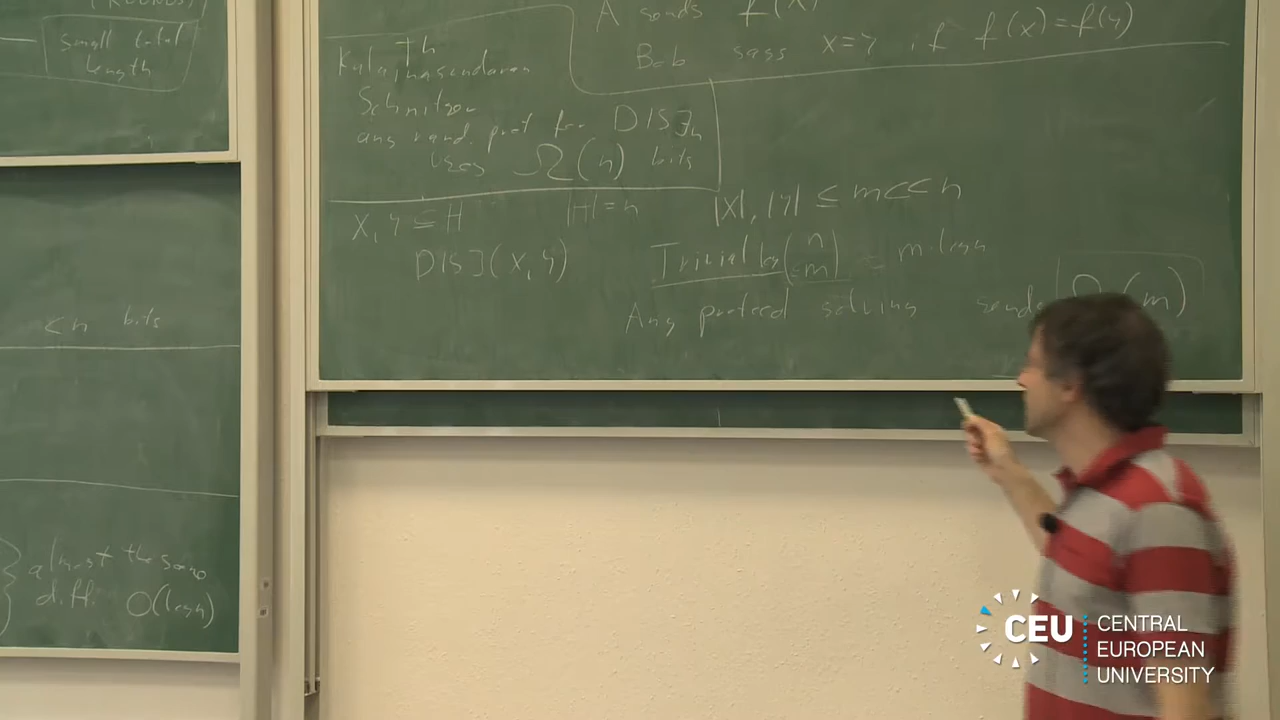 small total
length
< n bits
almost the same
diff. O(log n)
A sends f(x)
Bob says x=y if f(x)=f(y)
Kalyanasundaram
Schnitger
any rand. prot for DISJn
uses Ω(n) bits
X, Y ⊆ H |H|=n |X|, |Y| ≤ m << n
DISJ(X, Y)
Trivial log (n ≤m) = m·log n
Any protocol solving sends Ω(m)
CEU CENTRAL
EUROPEAN
UNIVERSITY